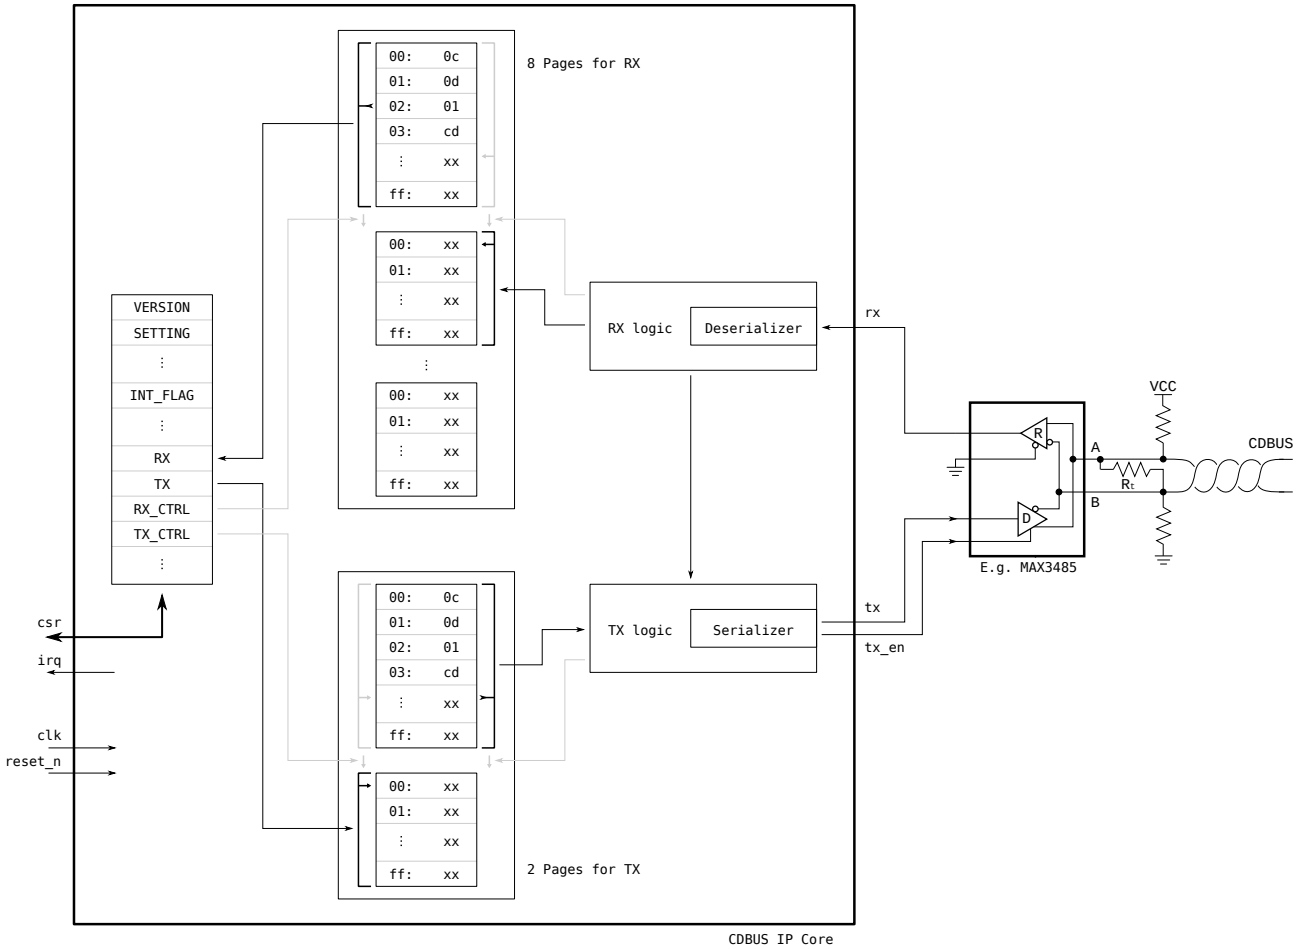 8 Pages for RX
00: 0c
01: 0d
02: 01
03: cd
⋮ xx
ff: xx
00: xx
01: xx
⋮ xx
ff: xx
⋮
00: xx
01: xx
⋮ xx
ff: xx
VERSION
SETTING
⋮
INT_FLAG
⋮
RX
TX
RX_CTRL
TX_CTRL
⋮
RX logic
Deserializer
rx
VCC
R
A
CDBUS
Rt
B
D
E.g. MAX3485
00: 0c
01: 0d
02: 01
03: cd
⋮ xx
ff: xx
00: xx
01: xx
⋮ xx
ff: xx
2 Pages for TX
TX logic
Serializer
tx
tx_en
csr
irq
clk
reset_n
CDBUS IP Core